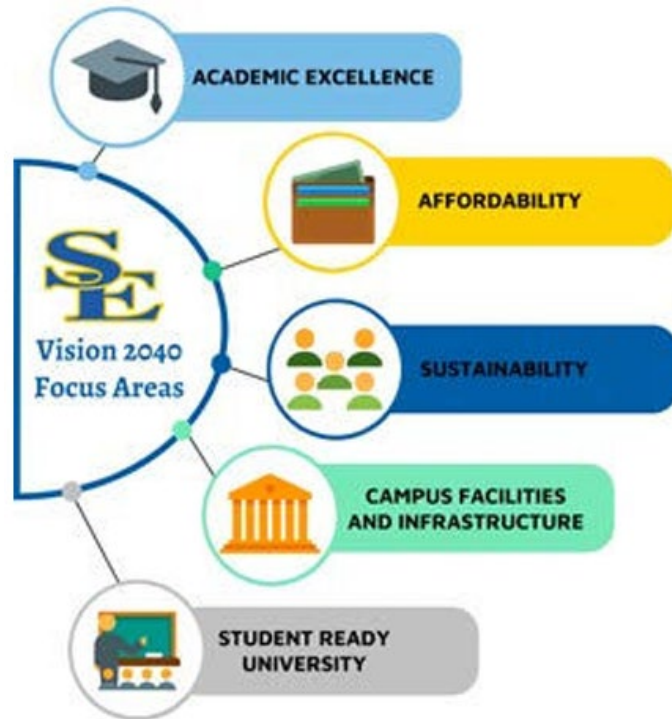 ACADEMIC EXCELLENCE
AFFORDABILITY
SE
Vision 2040
Focus Areas
SUSTAINABILITY
CAMPUS FACILITIES
AND INFRASTRUCTURE
STUDENT READY
UNIVERSITY